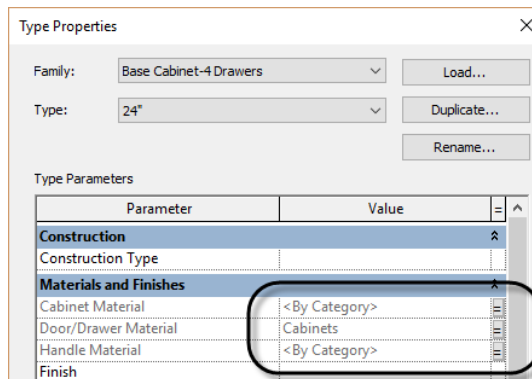 Type Properties
Family: Base Cabinet-4 Drawers Load...
Type: 24" Duplicate...
Rename...
Type Parameters
Parameter Value =
Construction
Construction Type
Materials and Finishes
Cabinet Material <By Category> =
Door/Drawer Material Cabinets =
Handle Material <By Category> =
Finish